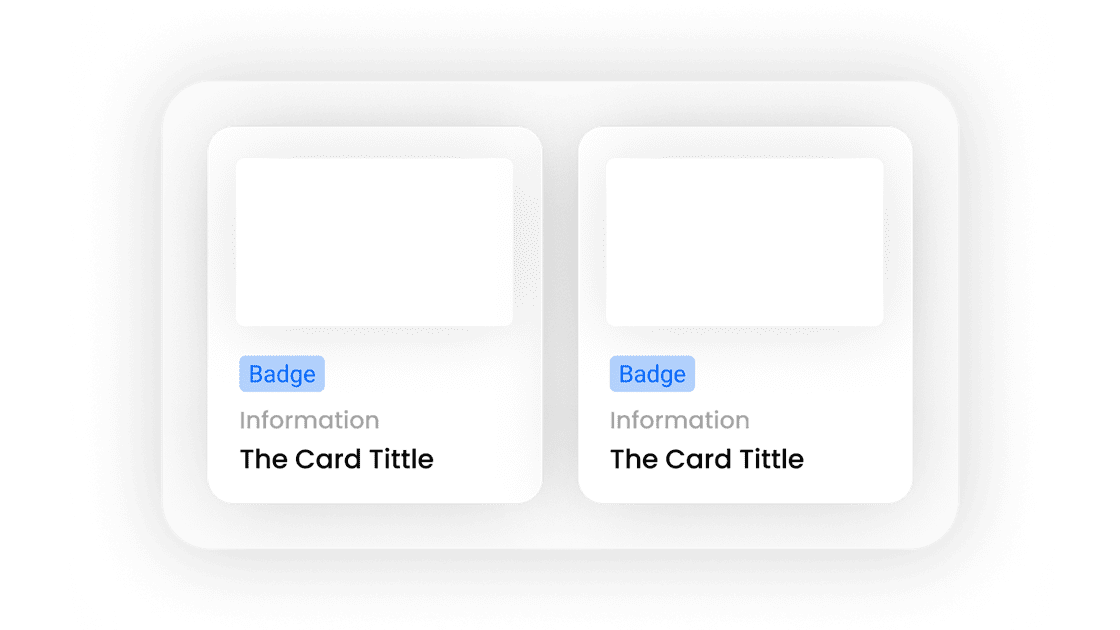 Badge
Information
The Card Tittle
Badge
Information
The Card Tittle